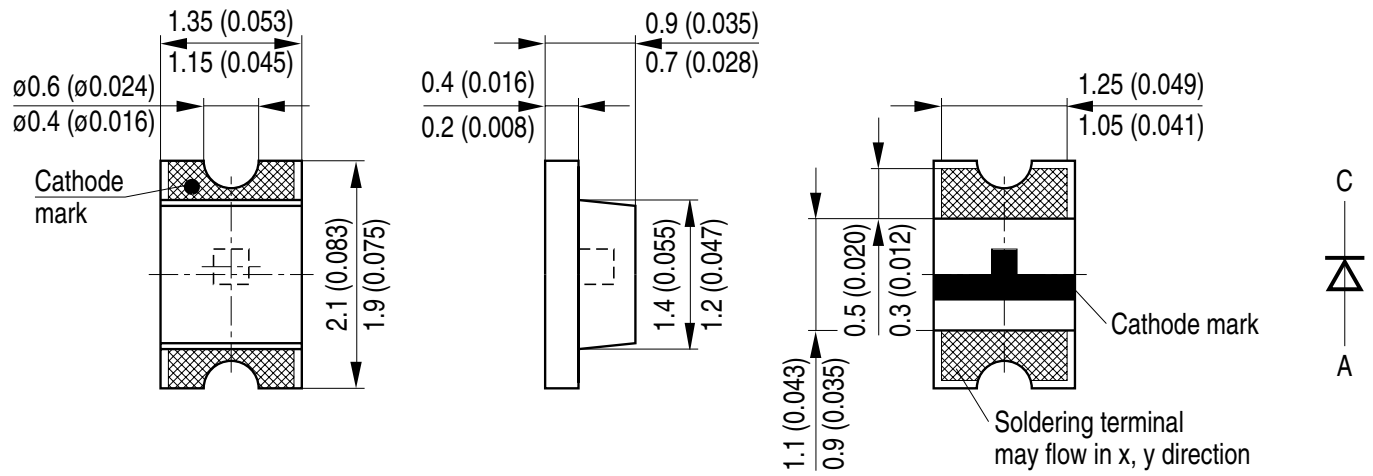 1.35 (0.053)
1.15 (0.045)
ø0.6 (ø0.024)
ø0.4 (ø0.016)
Cathode
mark
2.1 (0.083)
1.9 (0.075)
0.9 (0.035)
0.7 (0.028)
0.4 (0.016)
0.2 (0.008)
1.4 (0.055)
1.2 (0.047)
1.25 (0.049)
1.05 (0.041)
0.5 (0.020)
0.3 (0.012)
1.1 (0.043)
0.9 (0.035)
Cathode mark
Soldering terminal
may flow in x, y direction
C
A